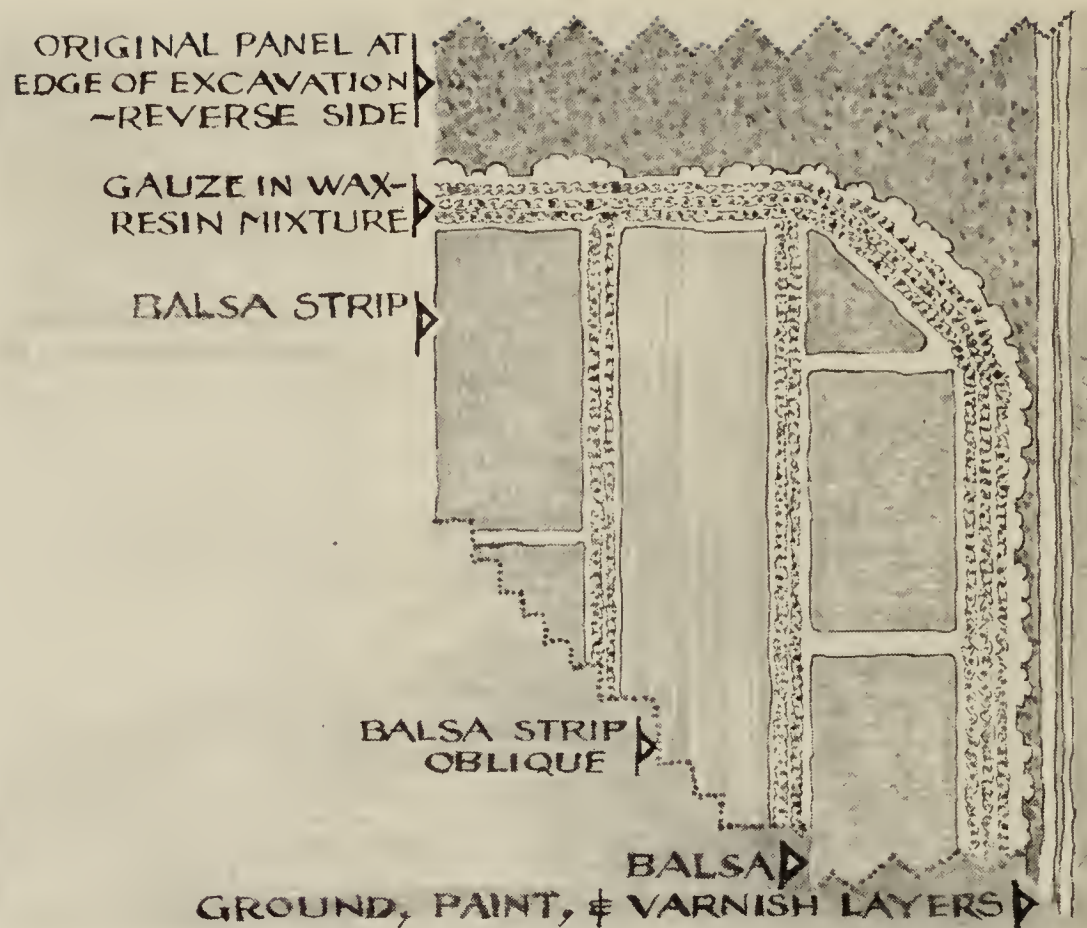 ORIGINAL PANEL AT
EDGE OF EXCAVATION
~REVERSE SIDE
GAUZE IN WAX-
RESIN MIXTURE
BALSA STRIP
BALSA STRIP
OBLIQUE
BALSA
GROUND, PAINT, & VARNISH LAYERS